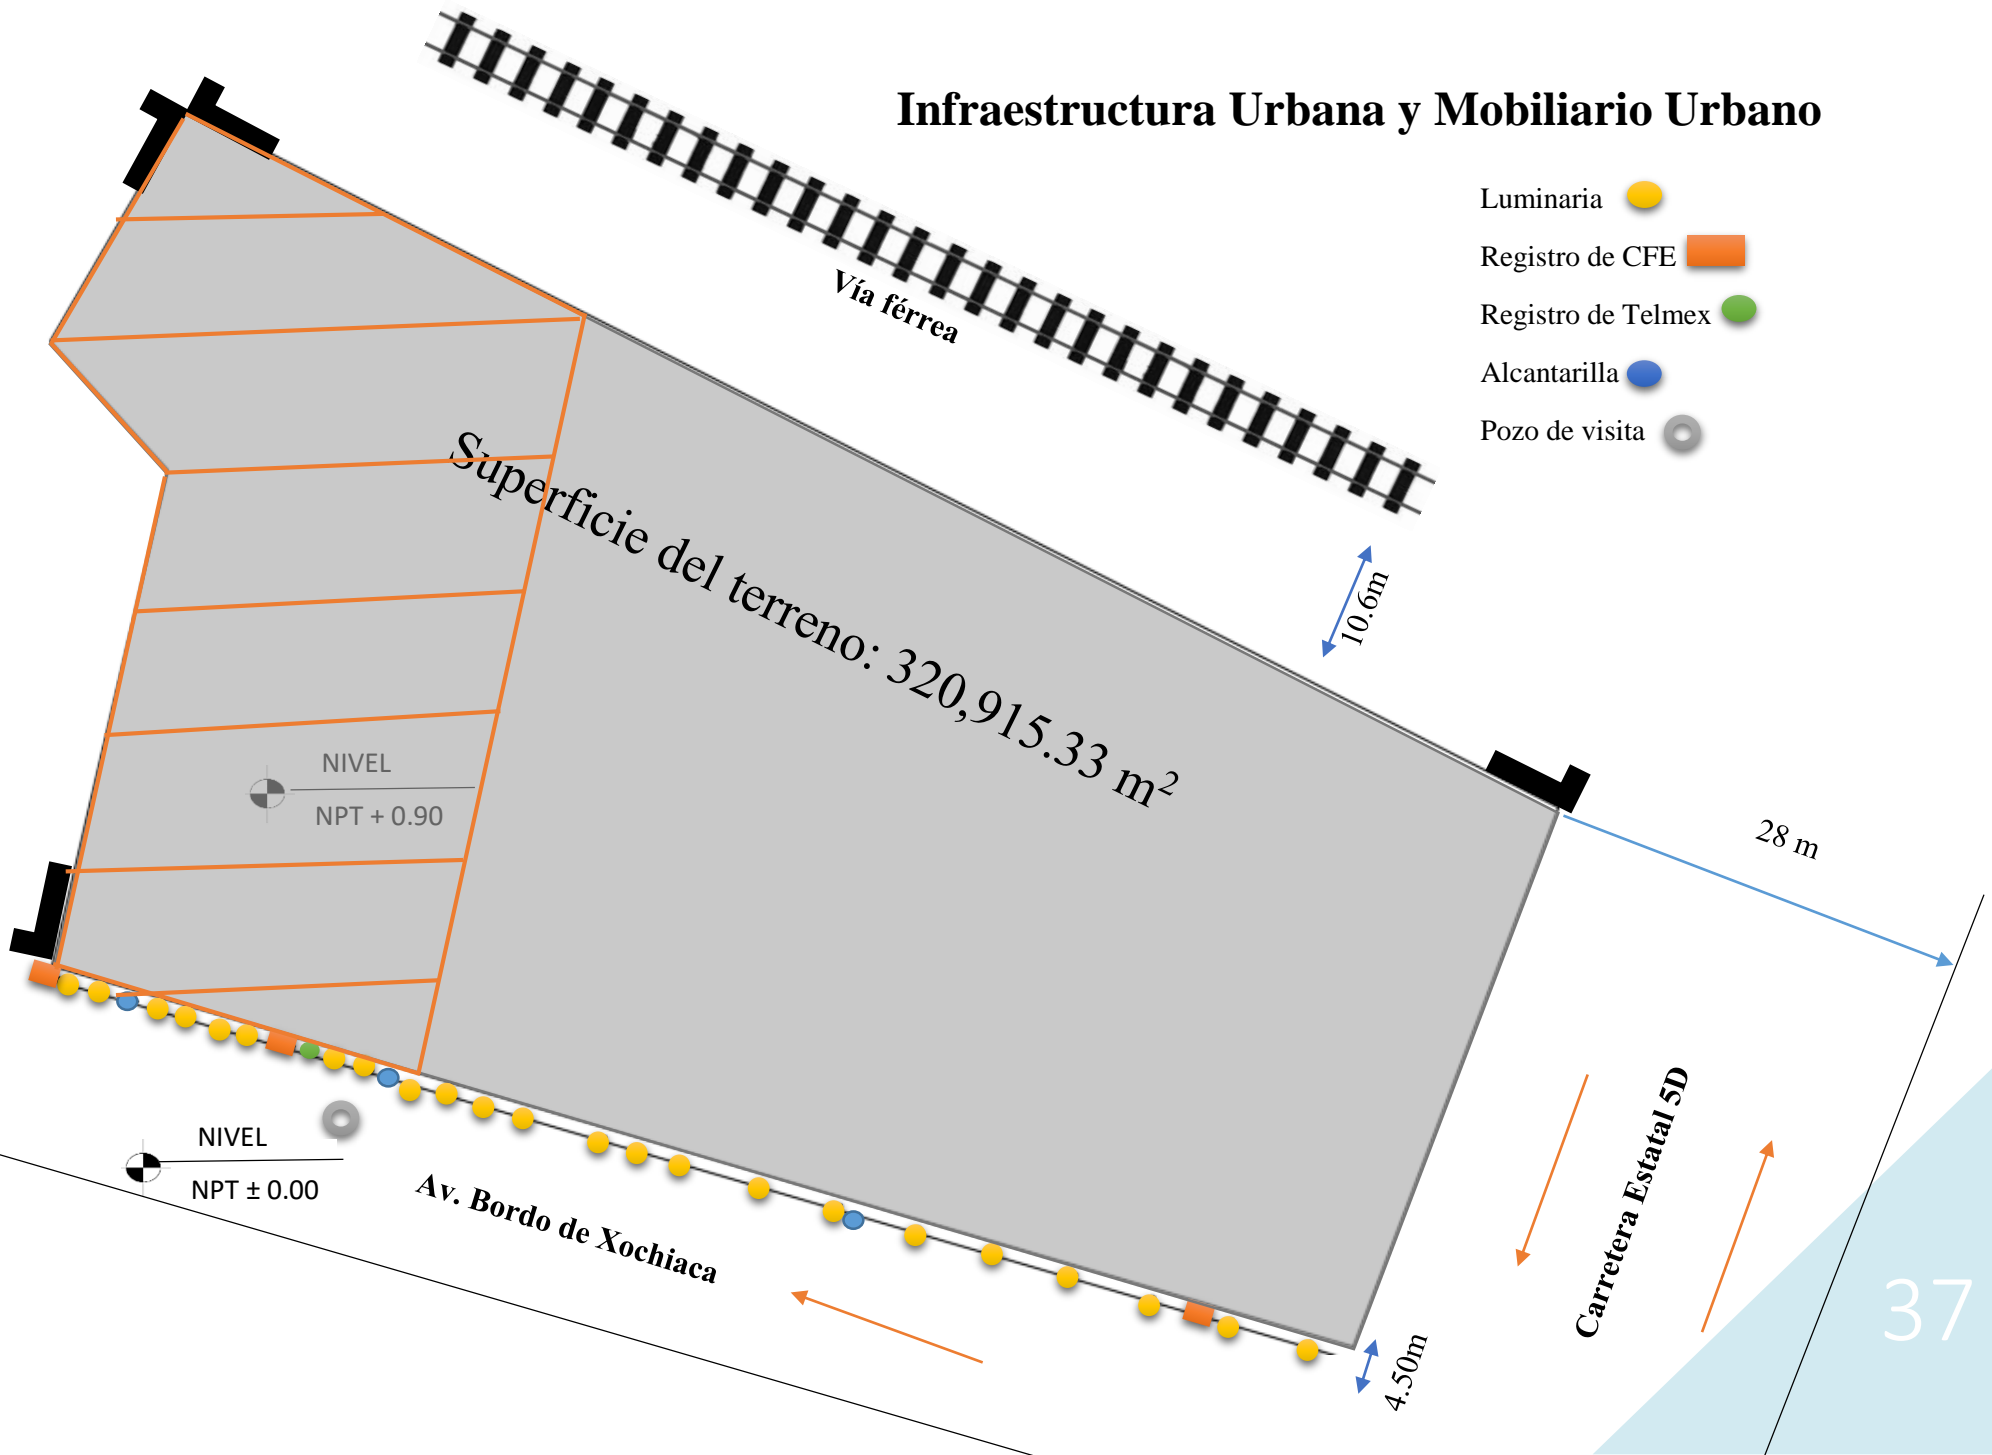 Infraestructura Urbana y Mobiliario Urbano
Luminaria
Registro de CFE
Registro de Telmex
Alcantarilla
Pozo de visita
Vía férrea
Superficie del terreno: 320,915.33 m²
10.6m
28 m
NIVEL
NPT + 0.90
NIVEL
NPT ± 0.00
Av. Bordo de Xochiaca
Carretera Estatal 5D
4.50m
37